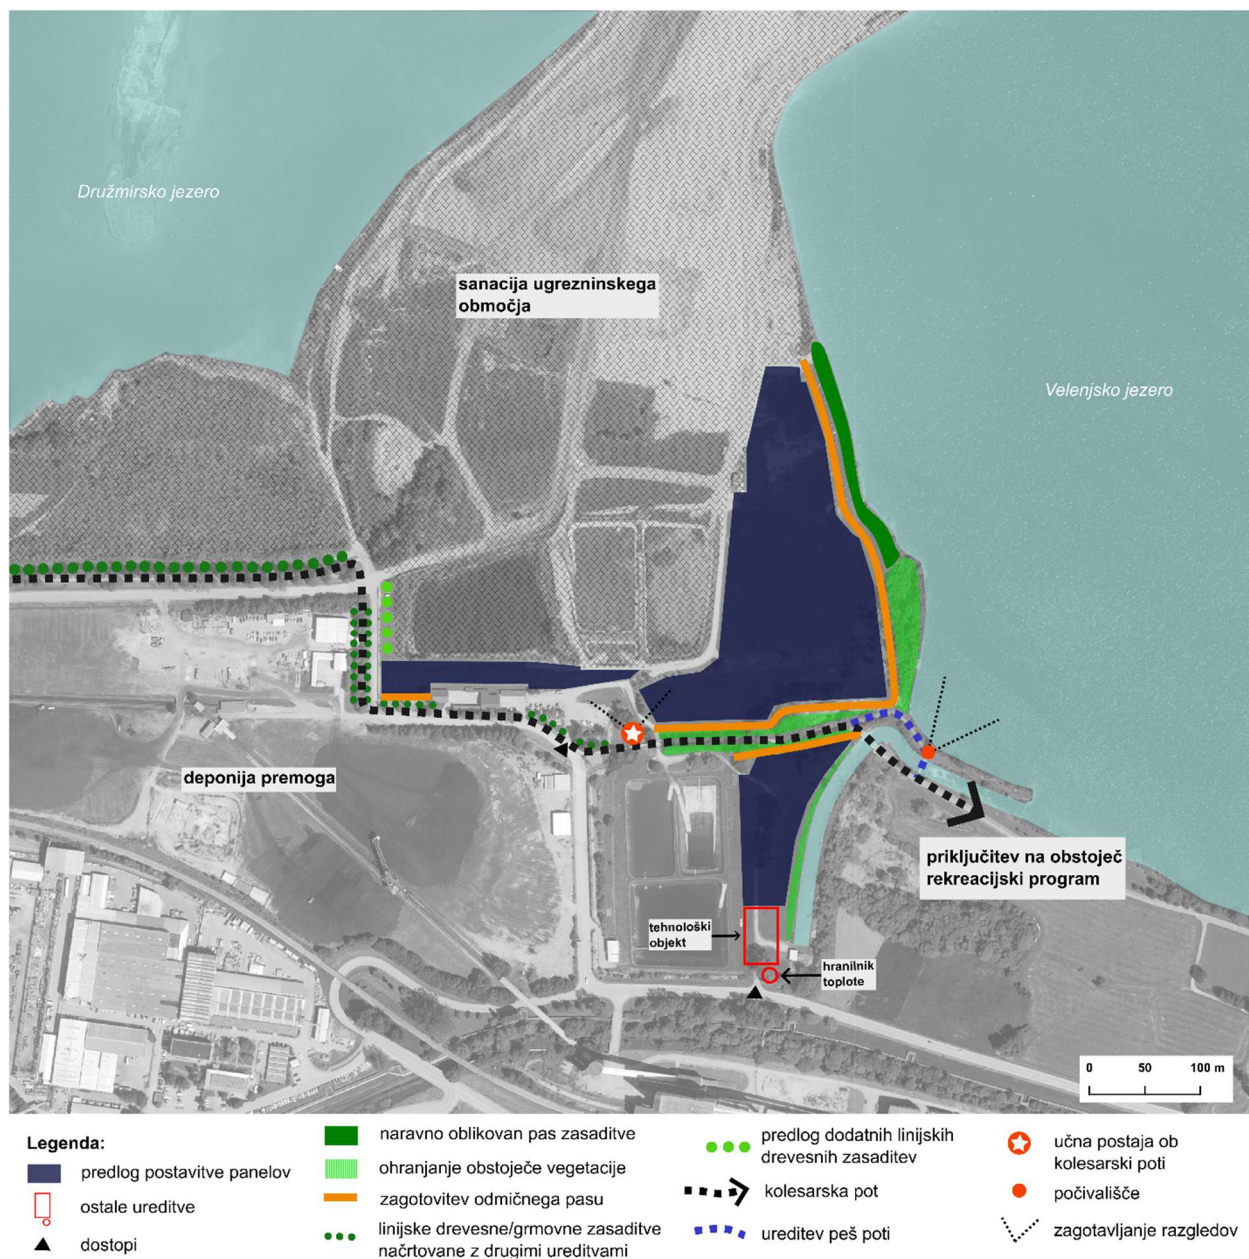 Družmirsko jezero
sanacija ugrezninskega
območja
Velenjsko jezero
deponija premoga
priključitev na obstoječ
rekreacijski program
tehnološki
objekt
hranilnik
toplote
0 50 100 m
Legenda:
predlog postavitve panelov
ostale ureditve
dostopi
naravno oblikovan pas zasaditve
ohranjanje obstoječe vegetacije
zagotovitev odmičnega pasu
linijske drevesne/grmovne zasaditve
načrtovane z drugimi ureditvami
predlog dodatnih linijskih
drevesnih zasaditev
kolesarska pot
ureditev peš poti
učna postaja ob
kolesarski poti
počivališče
zagotavljanje razgledov